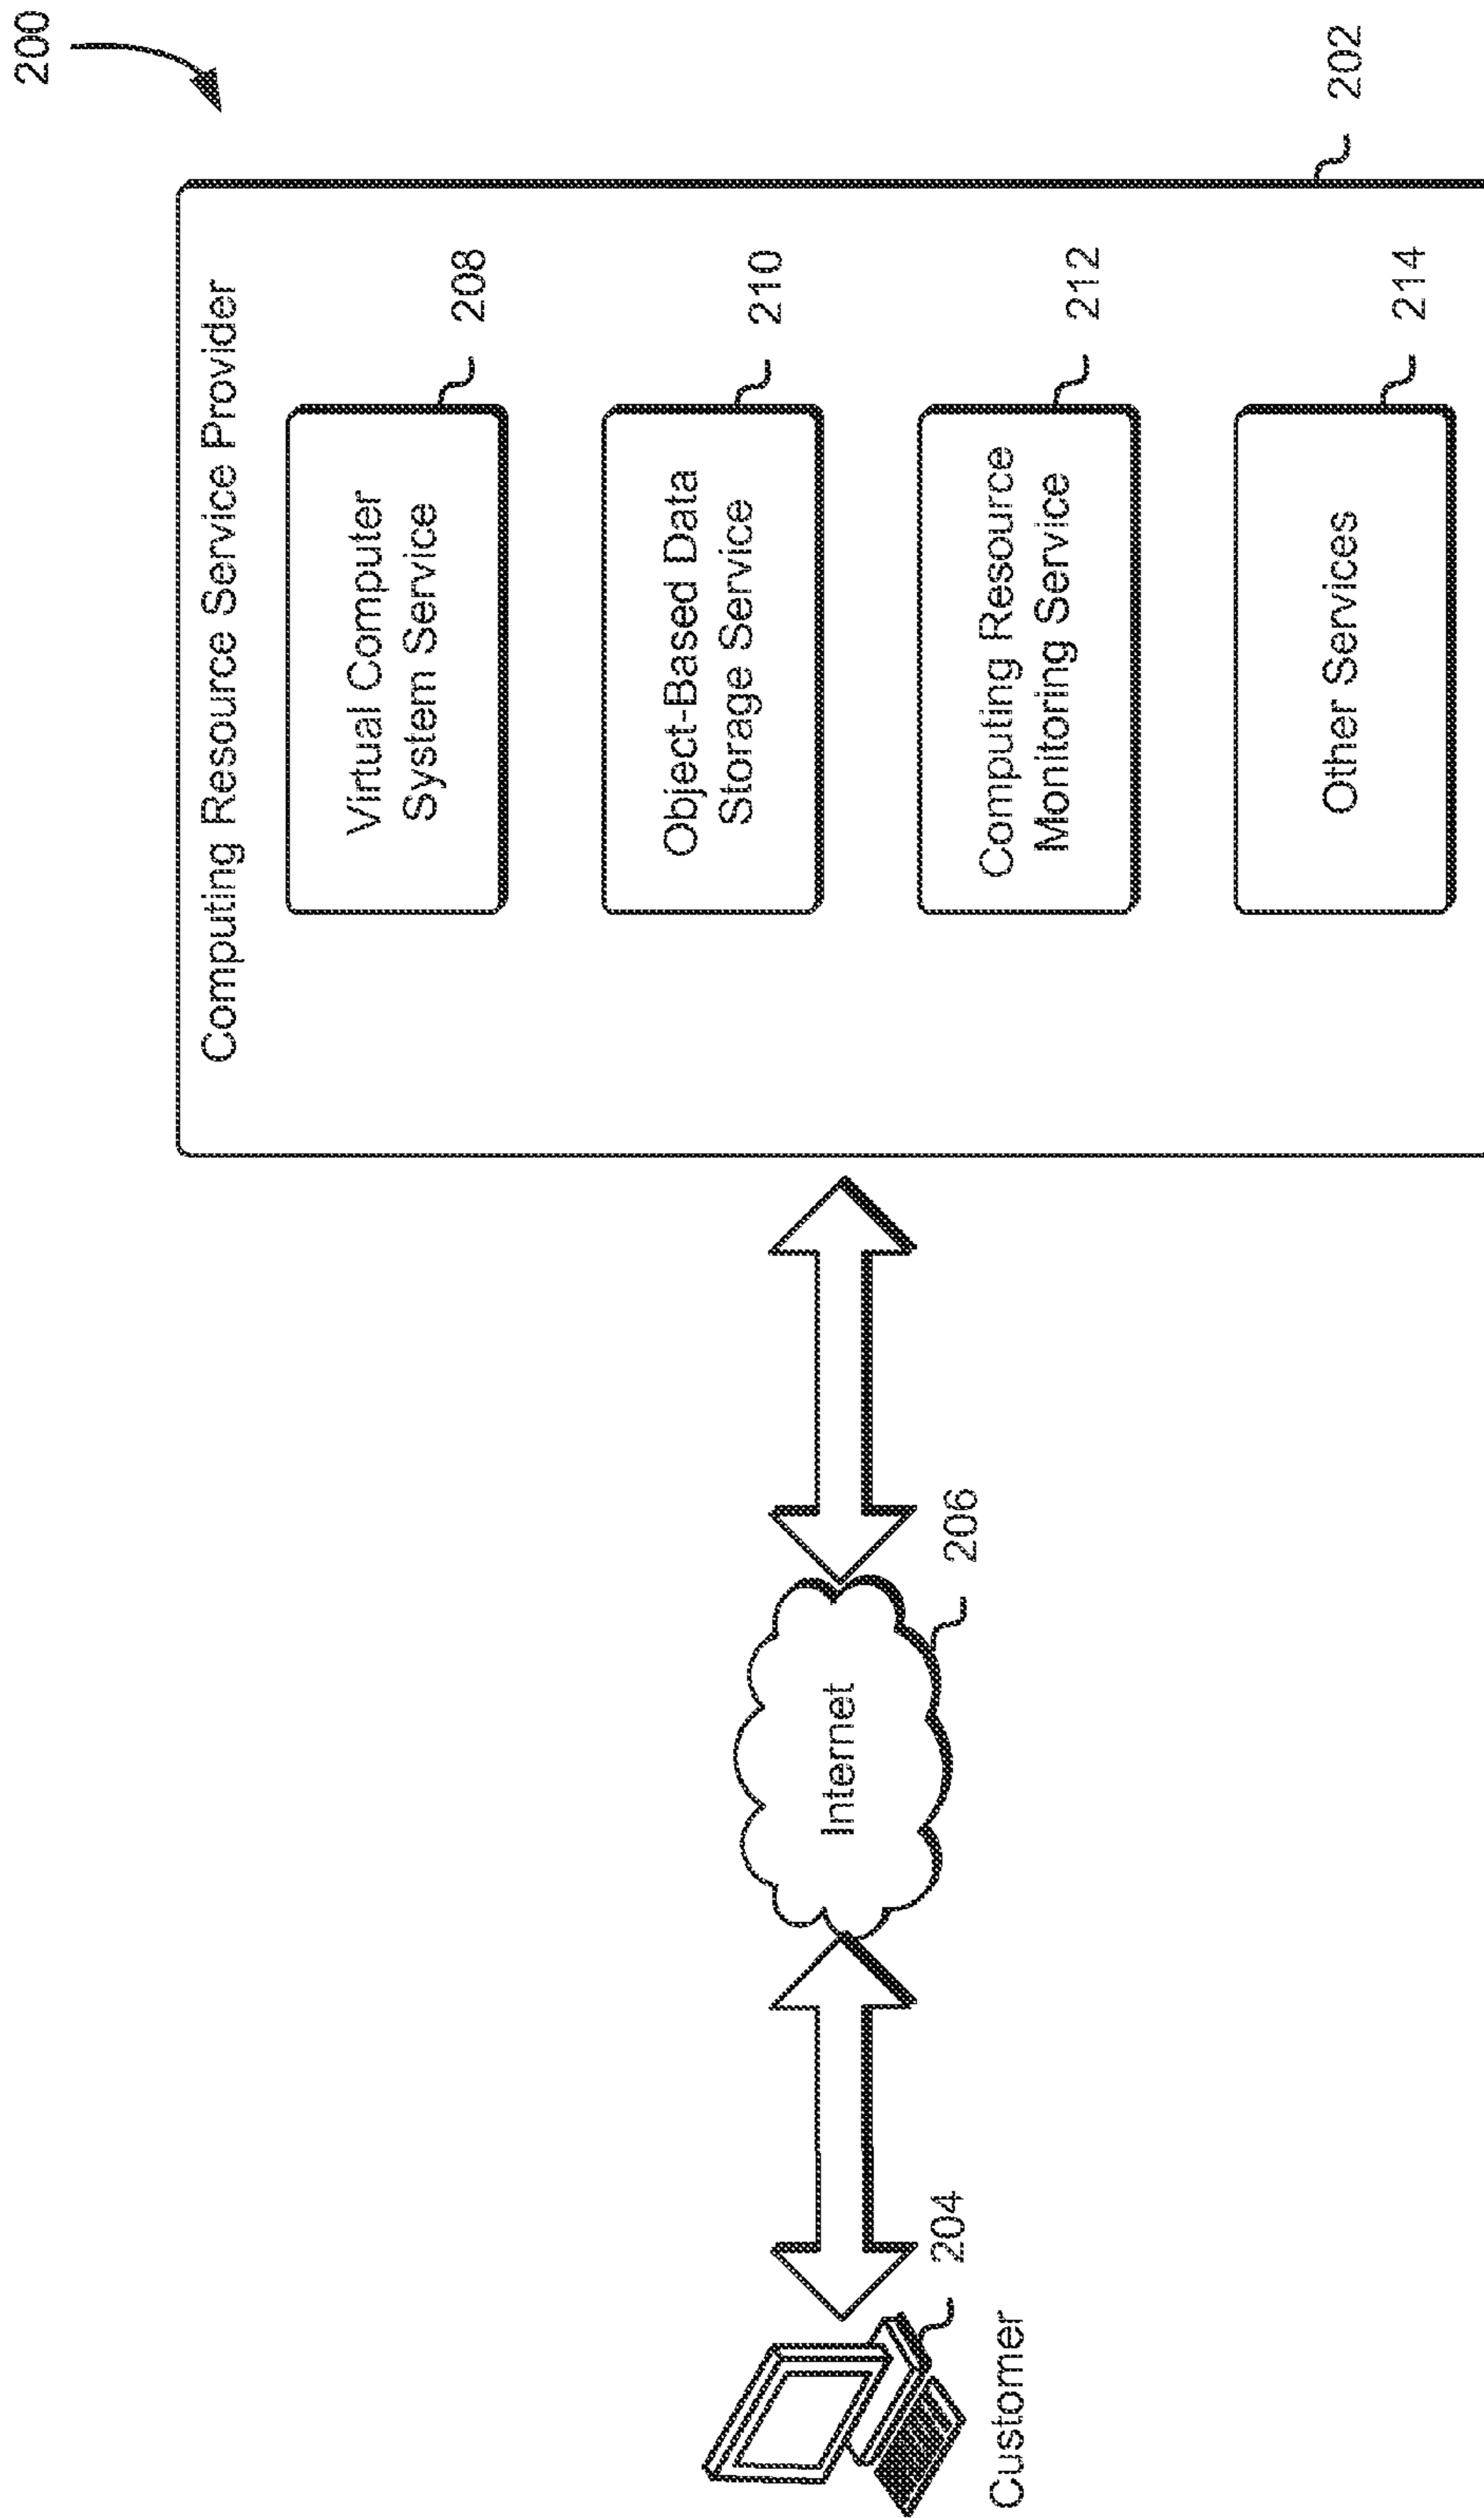 200
Computing Resource Service Provider
202
Virtual Computer
System Service
208
Object-Based Data
Storage Service
210
Computing Resource
Monitoring Service
212
Other Services
214
Internet
206
204
Customer